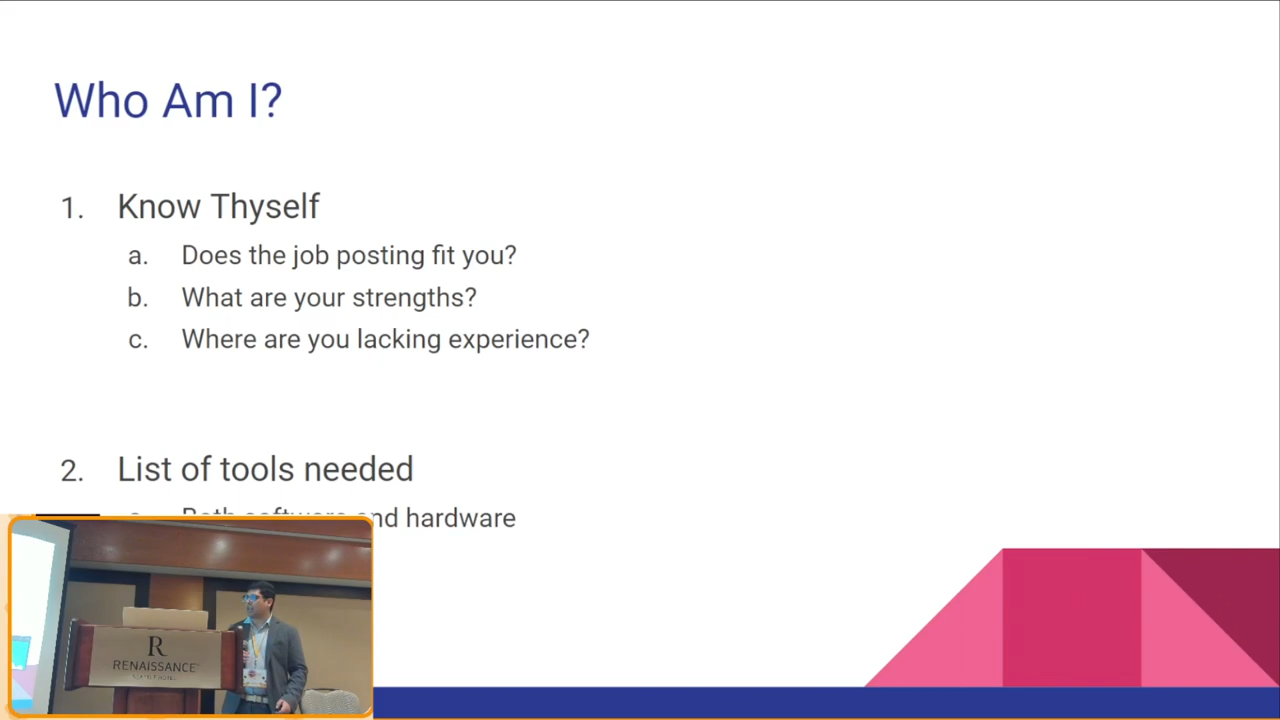 Who Am I?
1. Know Thyself
a. Does the job posting fit you?
b. What are your strengths?
c. Where are you lacking experience?
2. List of tools needed
a. Both software and hardware
R
RENAISSANCE